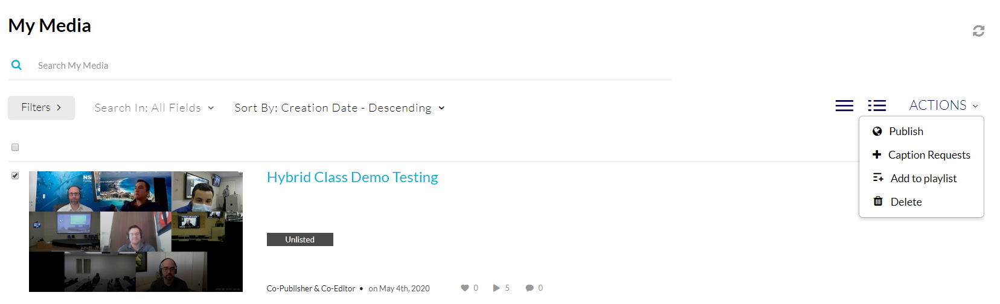 My Media
Search My Media
Filters
Search In: All Fields
Sort By: Creation Date - Descending
ACTIONS
Publish
Caption Requests
Add to playlist
Delete
Hybrid Class Demo Testing
Unlisted
Co-Publisher & Co-Editor • on May 4th, 2020 0 5 0